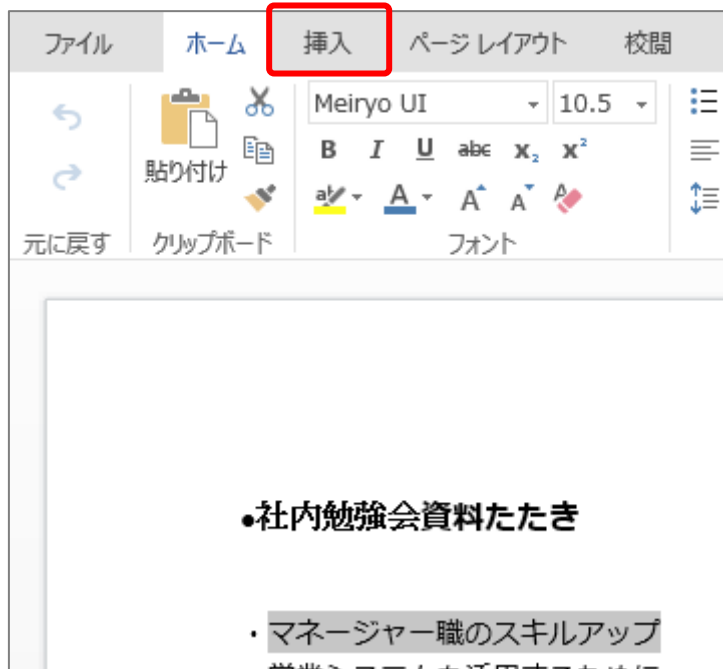 ファイル ホーム 挿入 ページ レイアウト 校閲
Meiryo UI 10.5
B I U abc x₂ x²
貼り付け
元に戻す クリップボード フォント
●社内勉強会資料たたき
・マネージャー職のスキルアップ